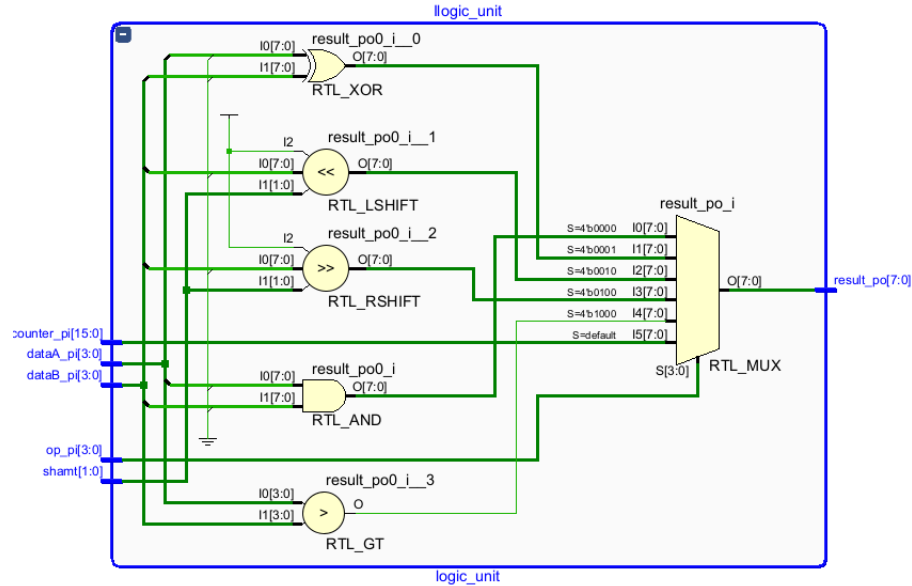 llogic_unit
result_po0_i__0
I0[7:0]
O[7:0]
I1[7:0]
RTL_XOR
result_po0_i__1
I2
I0[7:0]
<<
O[7:0]
I1[1:0]
RTL_LSHIFT
result_po0_i__2
I2
I0[7:0]
>>
O[7:0]
I1[1:0]
RTL_RSHIFT
result_po_i
S=4'b0000 I0[7:0]
S=4'b0001 I1[7:0]
S=4'b0010 I2[7:0]
S=4'b0100 I3[7:0]
S=4'b1000 I4[7:0]
S=default I5[7:0]
O[7:0]
S[3:0]
RTL_MUX
result_po[7:0]
counter_pi[15:0]
dataA_pi[3:0]
dataB_pi[3:0]
result_po0_i
I0[7:0]
O[7:0]
I1[7:0]
RTL_AND
op_pi[3:0]
shamt[1:0]
result_po0_i__3
I0[3:0]
>
O
I1[3:0]
RTL_GT
logic_unit